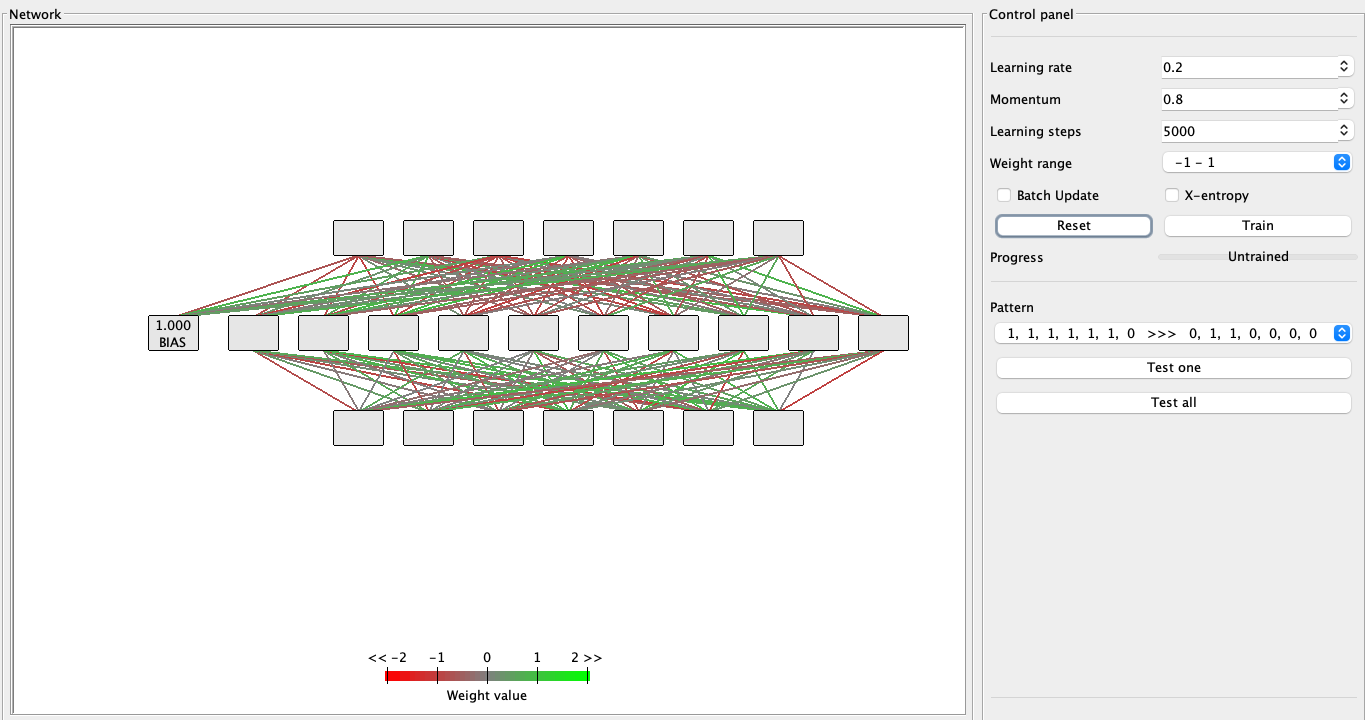 Network
1.000
BIAS
<< -2 -1 0 1 2 >>
Weight value
Control panel
Learning rate 0.2
Momentum 0.8
Learning steps 5000
Weight range -1 - 1
Batch Update X-entropy
Reset Train
Progress Untrained
Pattern
1, 1, 1, 1, 1, 1, 0 >>> 0, 1, 1, 0, 0, 0, 0
Test one
Test all